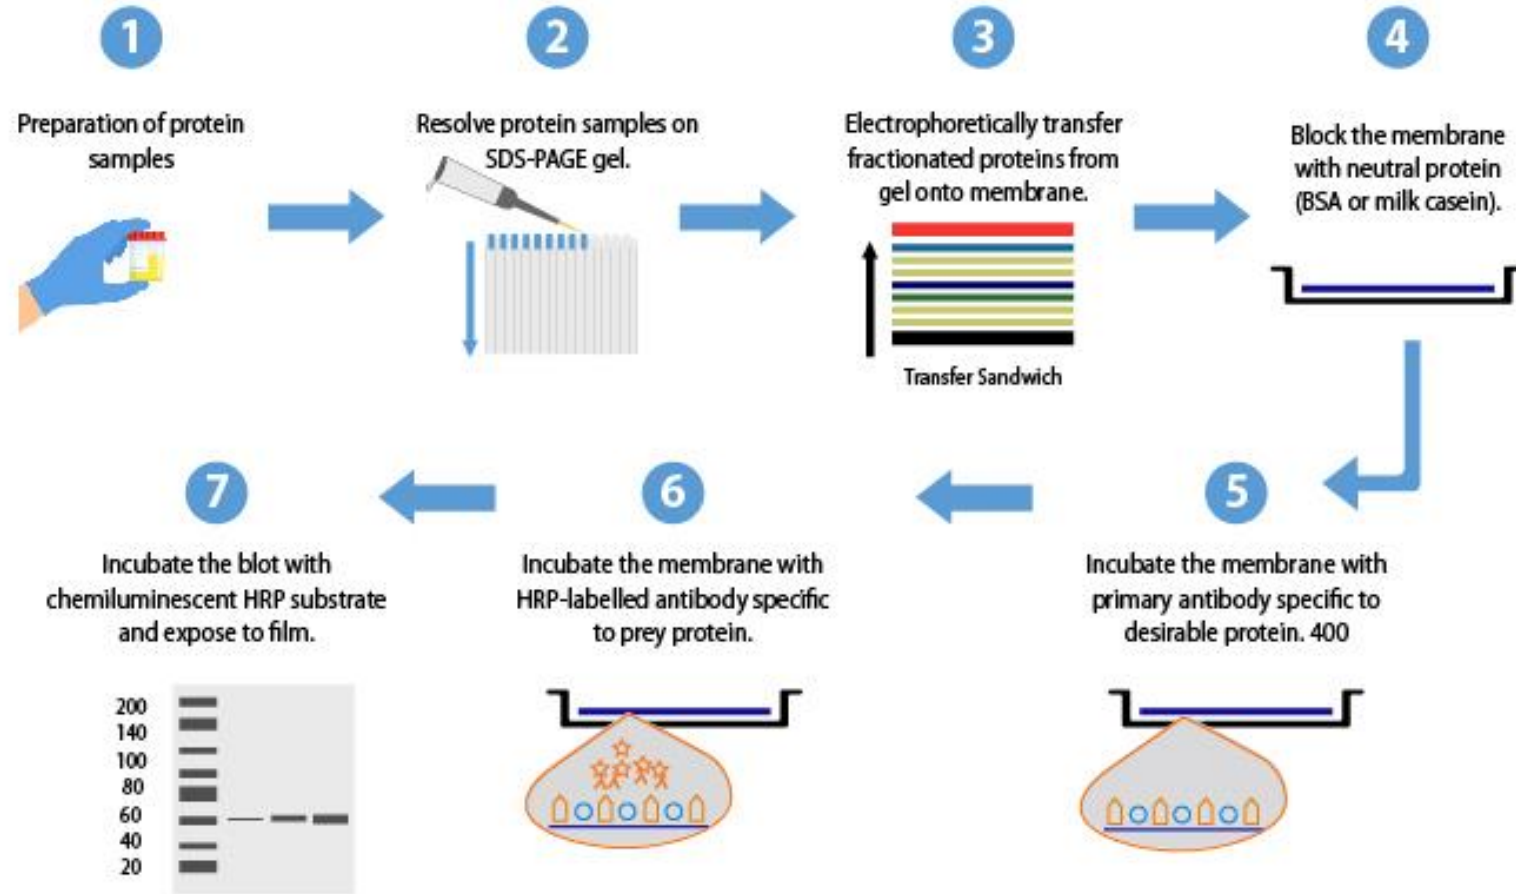 1
Preparation of protein
samples
2
Resolve protein samples on
SDS-PAGE gel.
3
Electrophoretically transfer
fractionated proteins from
gel onto membrane.
Transfer Sandwich
4
Block the membrane
with neutral protein
(BSA or milk casein).
5
Incubate the membrane with
primary antibody specific to
desirable protein. 400
6
Incubate the membrane with
HRP-labelled antibody specific
to prey protein.
7
Incubate the blot with
chemiluminescent HRP substrate
and expose to film.
200
140
100
80
60
40
20